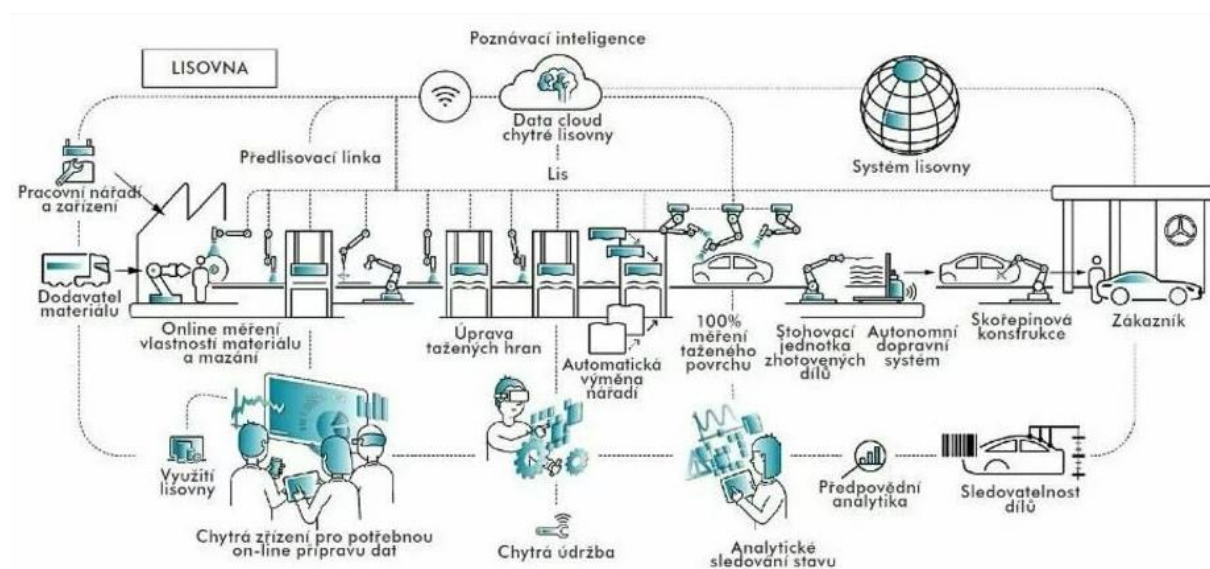 Poznávací inteligence
LISOVNA
Data cloud
chytré lisovny
Předlisovací linka
Lis
Systém lisovny
Pracovní nářadí
a zařízení
Dodavatel
materiálu
Online měření
vlastností materiálu
a mazání
Úprava
tažených hran
Automatická
výměna
nářadí
100%
měření
taženého
povrchu
Stohovací
jednotka
zhotovených
dílů
Autonomní
dopravní
systém
Skořepinová
konstrukce
Zákazník
Využití
lisovny
Chytrá zřízení pro potřebnou
on-line přípravu dat
Chytrá údržba
Analytické
sledování stavu
Předpovědní
analytika
Sledovatelnost
dílů